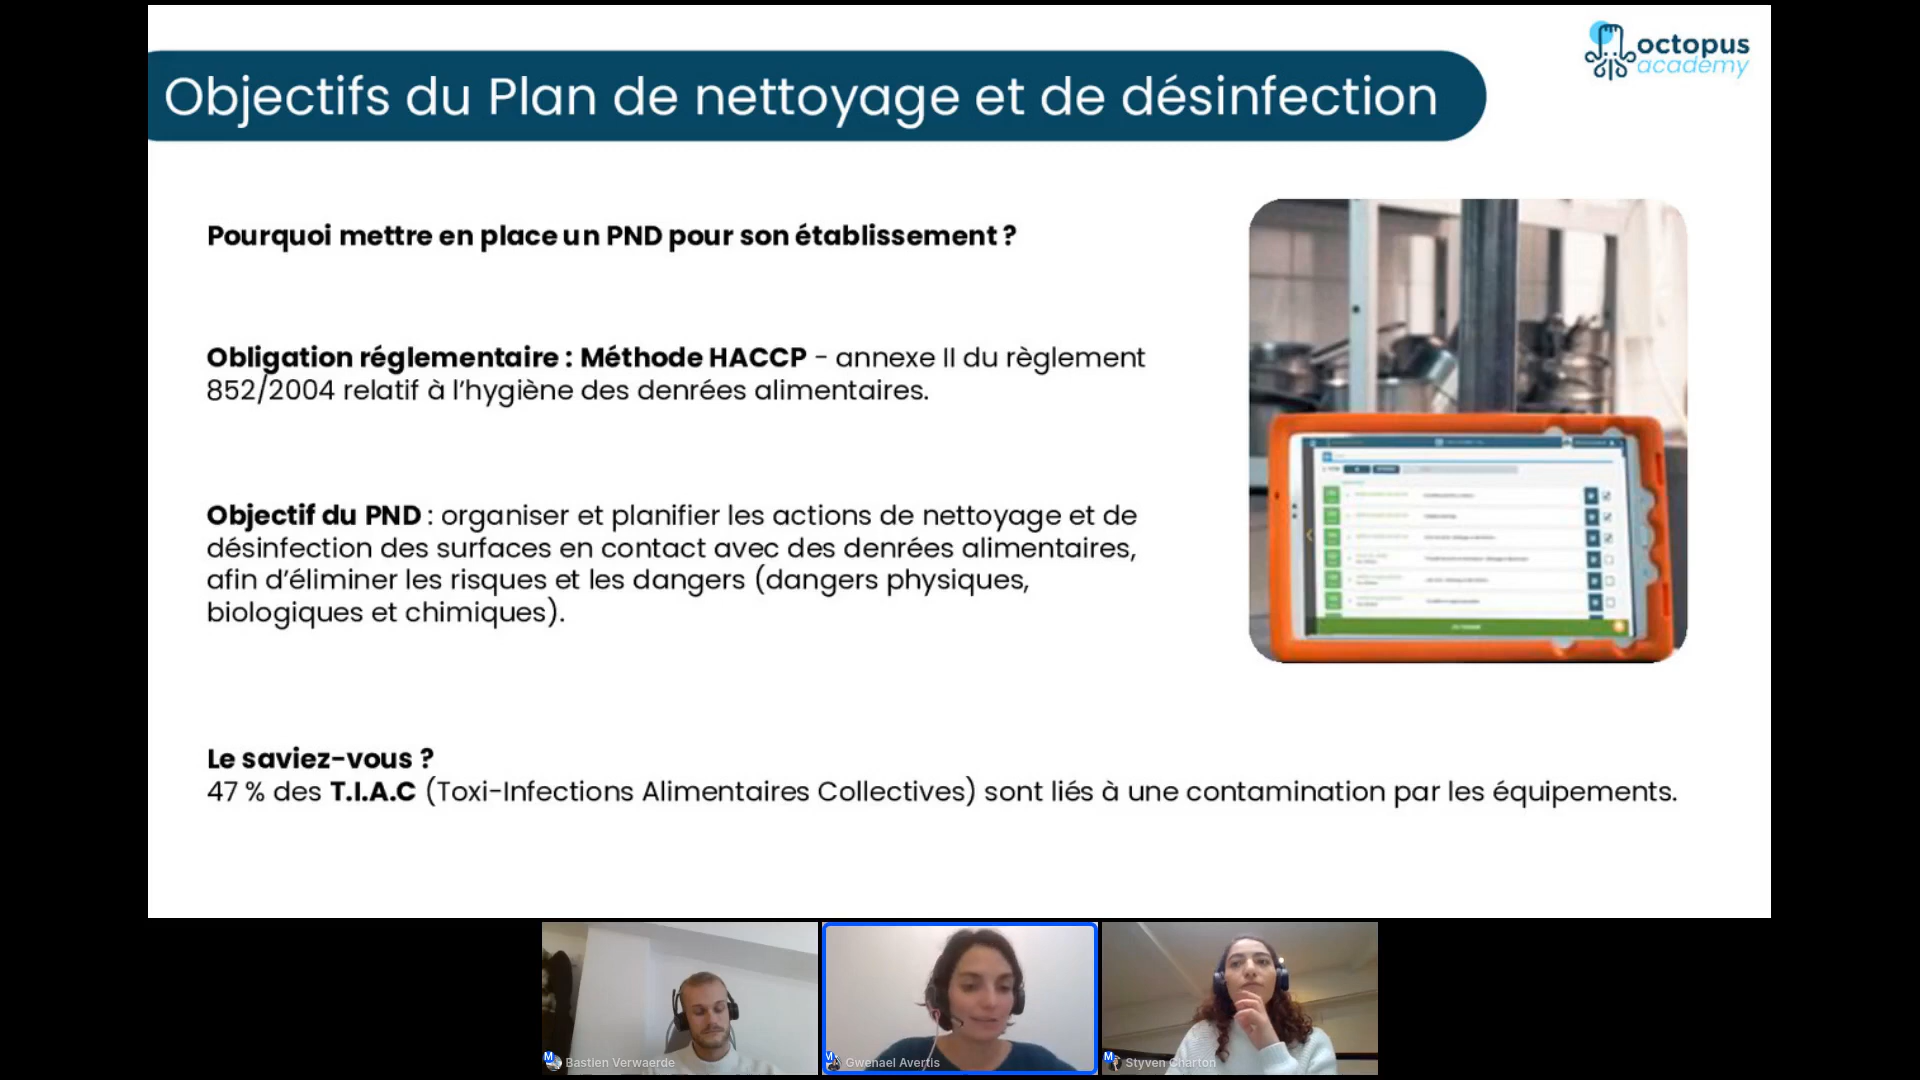 octopus
academy
Objectifs du Plan de nettoyage et de désinfection
Pourquoi mettre en place un PND pour son établissement ?
Obligation réglementaire : Méthode HACCP - annexe II du règlement
852/2004 relatif à l’hygiène des denrées alimentaires.
Objectif du PND : organiser et planifier les actions de nettoyage et de
désinfection des surfaces en contact avec des denrées alimentaires,
afin d’éliminer les risques et les dangers (dangers physiques,
biologiques et chimiques).
Le saviez-vous ?
47 % des T.I.A.C (Toxi-Infections Alimentaires Collectives) sont liés à une contamination par les équipements.
M Bastien Verwaerde
M Gwenael Avertis
M Styven Charton